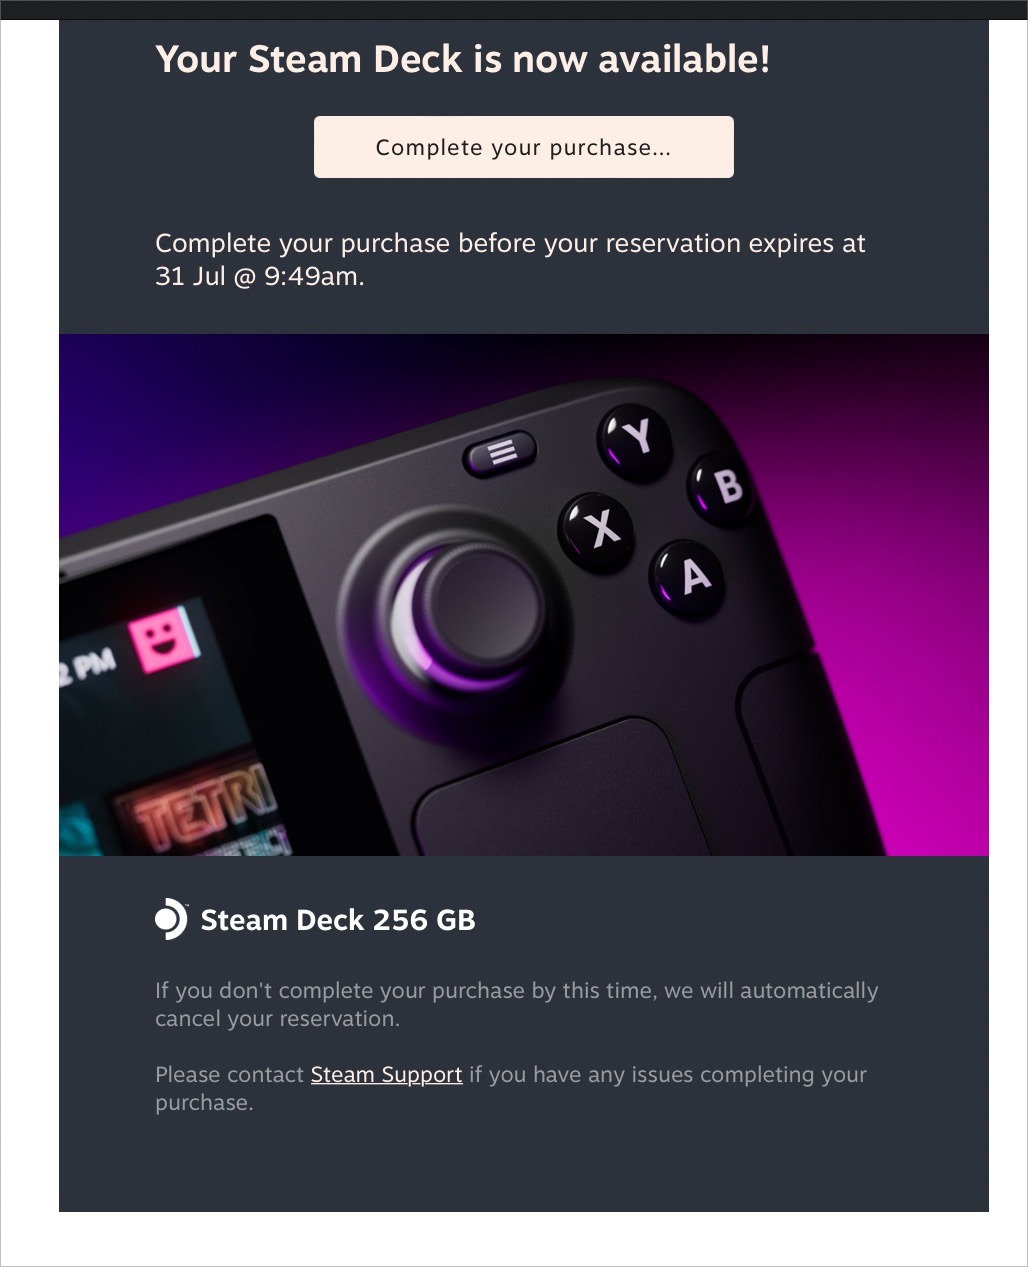 Your Steam Deck is now available!
Complete your purchase...
Complete your purchase before your reservation expires at
31 Jul @ 9:49am.
Y
B
X
A
2 PM
TETRI
Steam Deck 256 GB
If you don't complete your purchase by this time, we will automatically
cancel your reservation.
Please contact Steam Support if you have any issues completing your
purchase.